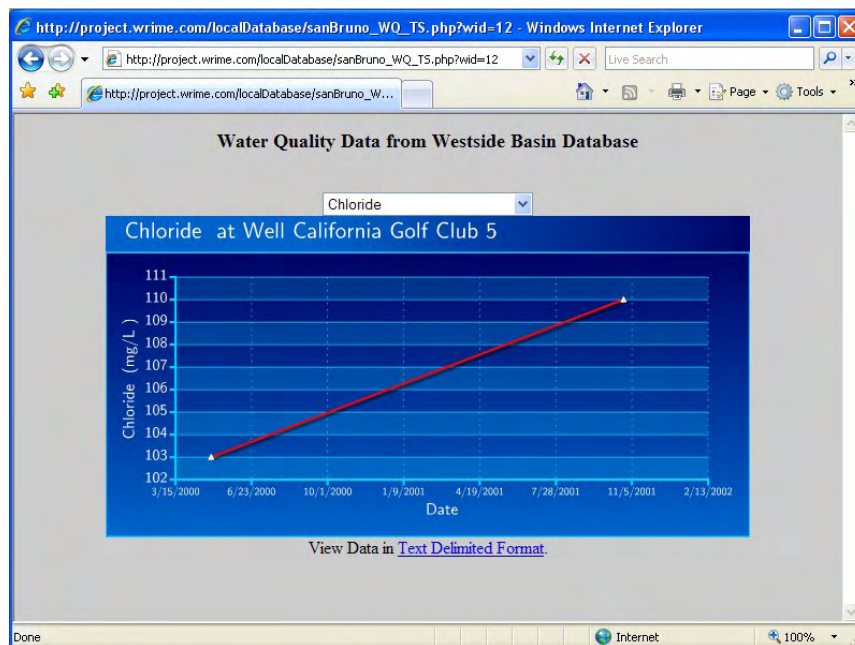 http://project.wrime.com/localDatabase/sanBruno_WQ_TS.php?wid=12 - Windows Internet Explorer
http://project.wrime.com/localDatabase/sanBruno_WQ_TS.php?wid=12
Live Search
http://project.wrime.com/localDatabase/sanBruno_W...
Page
Tools
Water Quality Data from Westside Basin Database
Chloride
Chloride at Well California Golf Club 5
Chloride (mg/L )
111
110
109
108
107
106
105
104
103
102
3/15/2000 6/23/2000 10/1/2000 1/9/2001 4/19/2001 7/28/2001 11/5/2001 2/13/2002
Date
View Data in Text Delimited Format.
Done
Internet
100%